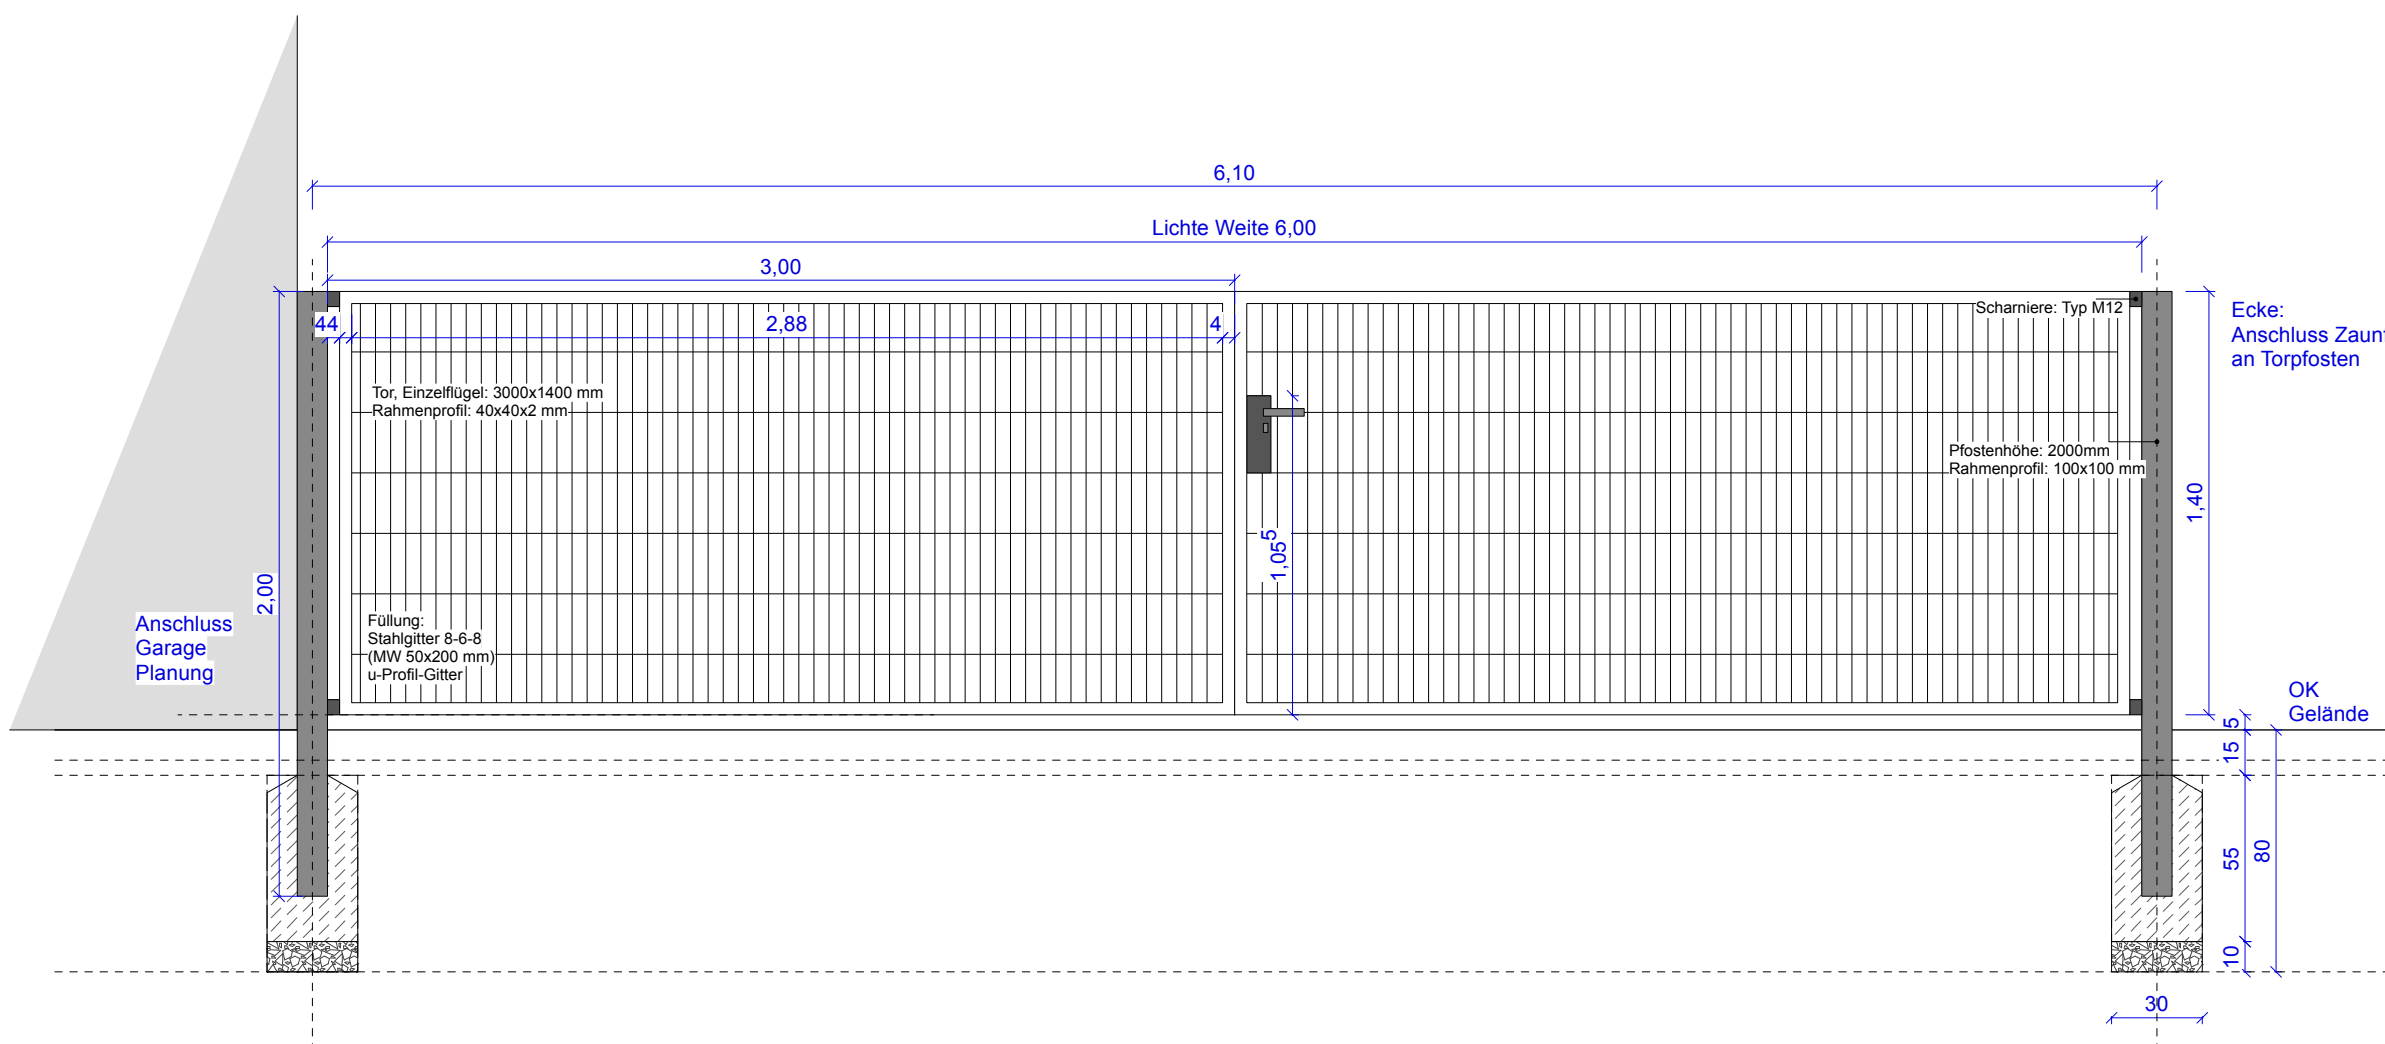 6,10
Lichte Weite 6,00
3,00
44
2,88
4
Scharniere: Typ M12
Ecke:
Anschluss Zaun
an Torpfosten
Tor, Einzelflügel: 3000x1400 mm
Rahmenprofil: 40x40x2 mm
Pfostenhöhe: 2000mm
Rahmenprofil: 100x100 mm
1,40
1,05⁵
2,00
Anschluss
Garage
Planung
Füllung:
Stahlgitter 8-6-8
(MW 50x200 mm)
u-Profil-Gitter
OK
Gelände
5
15
55
80
10
30